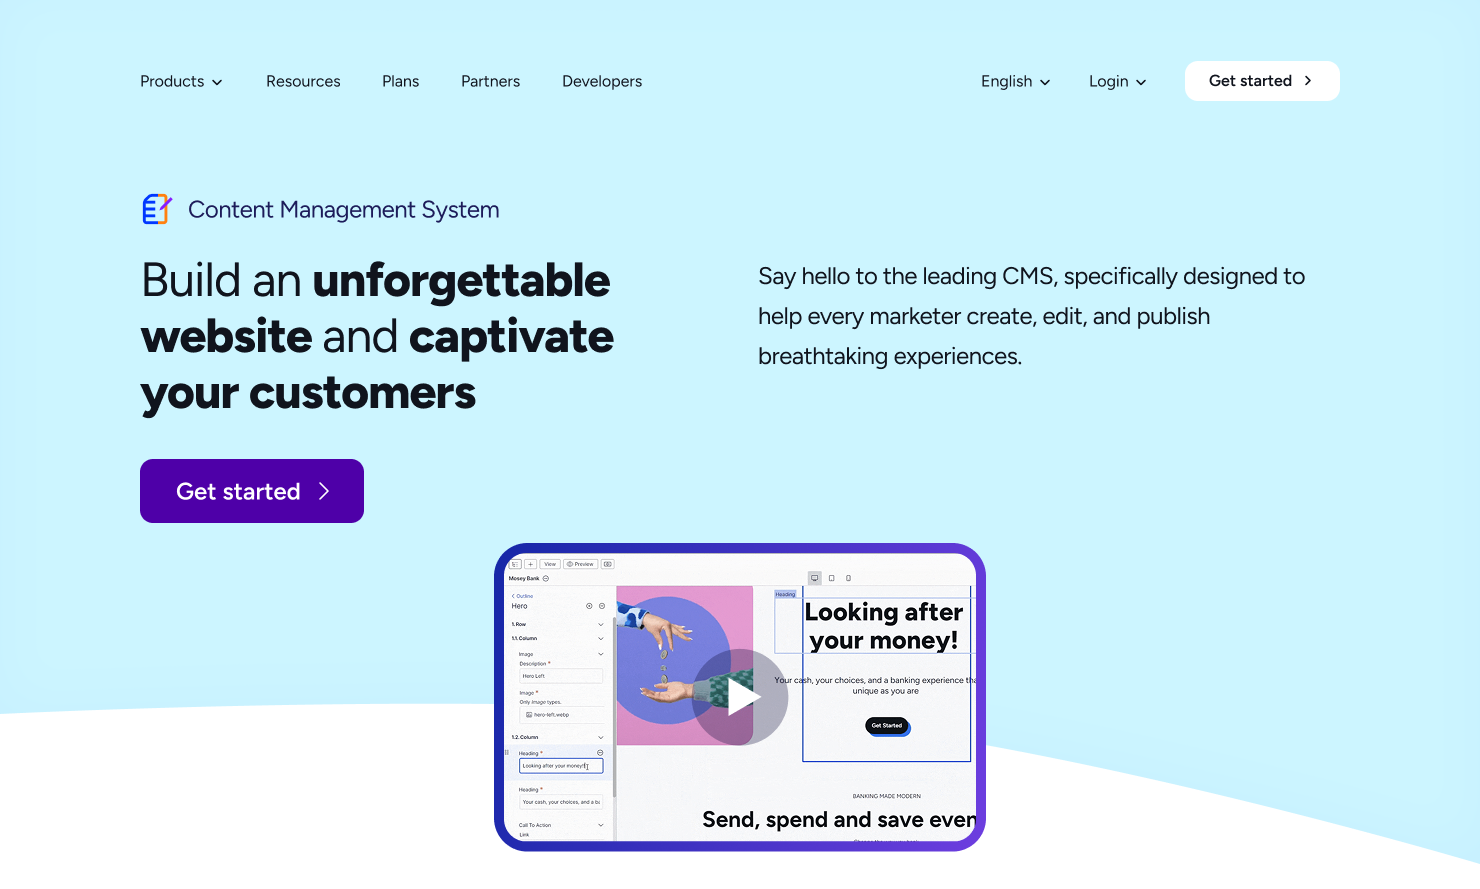 Products
Resources
Plans
Partners
Developers
English
Login
Get started
Content Management System
Build an unforgettable
website and captivate
your customers
Say hello to the leading CMS, specifically designed to
help every marketer create, edit, and publish
breathtaking experiences.
Get started
View
Preview
Mosey Bank
Outline
Hero
1. Row
1.1. Column
Image
Description *
Hero Left
Image *
Only image types.
hero-left.webp
1.2. Column
Heading *
Looking after your money!
Heading *
Your cash, your choices, and a ba
Call To Action
Link
Heading
Looking after
your money!
Your cash, your choices, and a banking experience tha
unique as you are
Get Started
BANKING MADE MODERN
Send, spend and save even